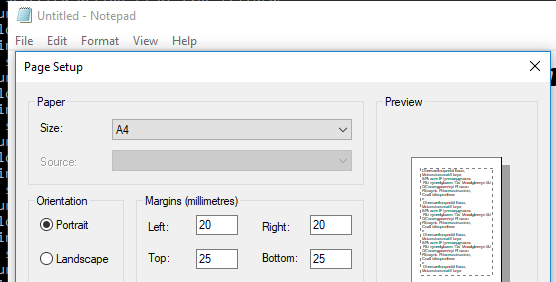 Untitled - Notepad
File Edit Format View Help
Page Setup
Paper
Size: A4
Source:
Preview
Orientation
Portrait
Landscape
Margins (millimetres)
Left: 20 Right: 20
Top: 25 Bottom: 25